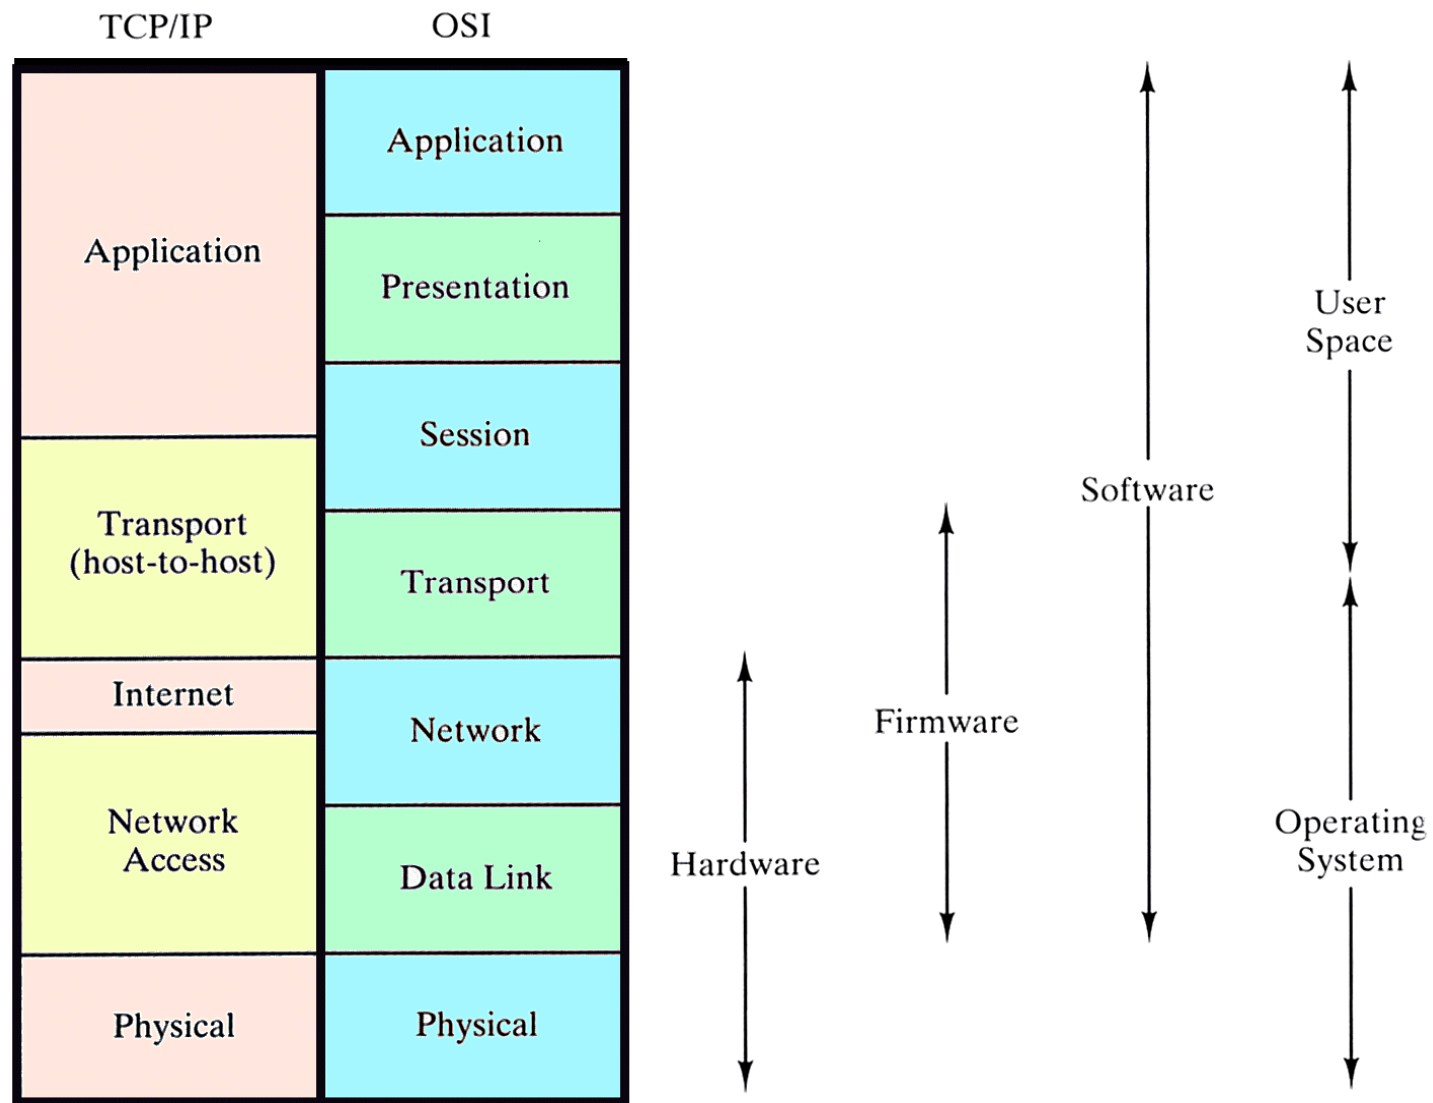 TCP/IP
OSI
Application
Transport
(host-to-host)
Internet
Network
Access
Physical
Application
Presentation
Session
Transport
Network
Data Link
Physical
Hardware
Firmware
Software
User
Space
Operating
System